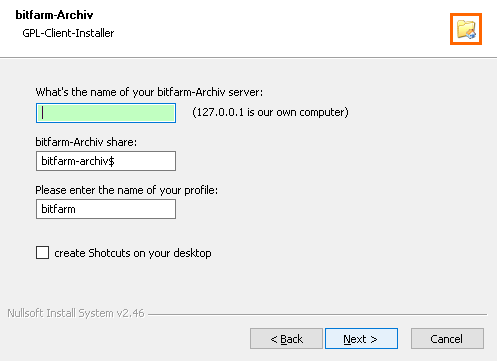 bitfarm-Archiv
GPL-Client-Installer
What's the name of your bitfarm-Archiv server:
(127.0.0.1 is our own computer)
bitfarm-Archiv share:
bitfarm-archiv$
Please enter the name of your profile:
bitfarm
create Shotcuts on your desktop
Nullsoft Install System v2.46
< Back
Next >
Cancel